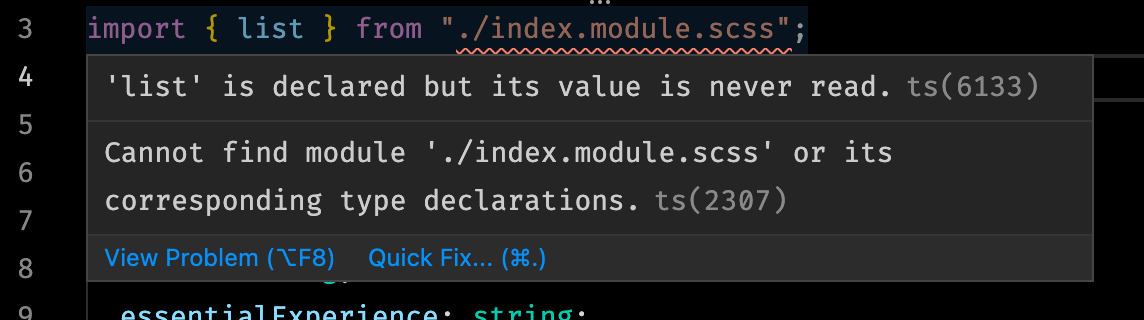 3 import { list } from "./index.module.scss";
4
'list' is declared but its value is never read. ts(6133)
5
Cannot find module './index.module.scss' or its
6
corresponding type declarations. ts(2307)
7
View Problem (⌥F8) Quick Fix... (⌘.)
8
9 essentialExperience: string;